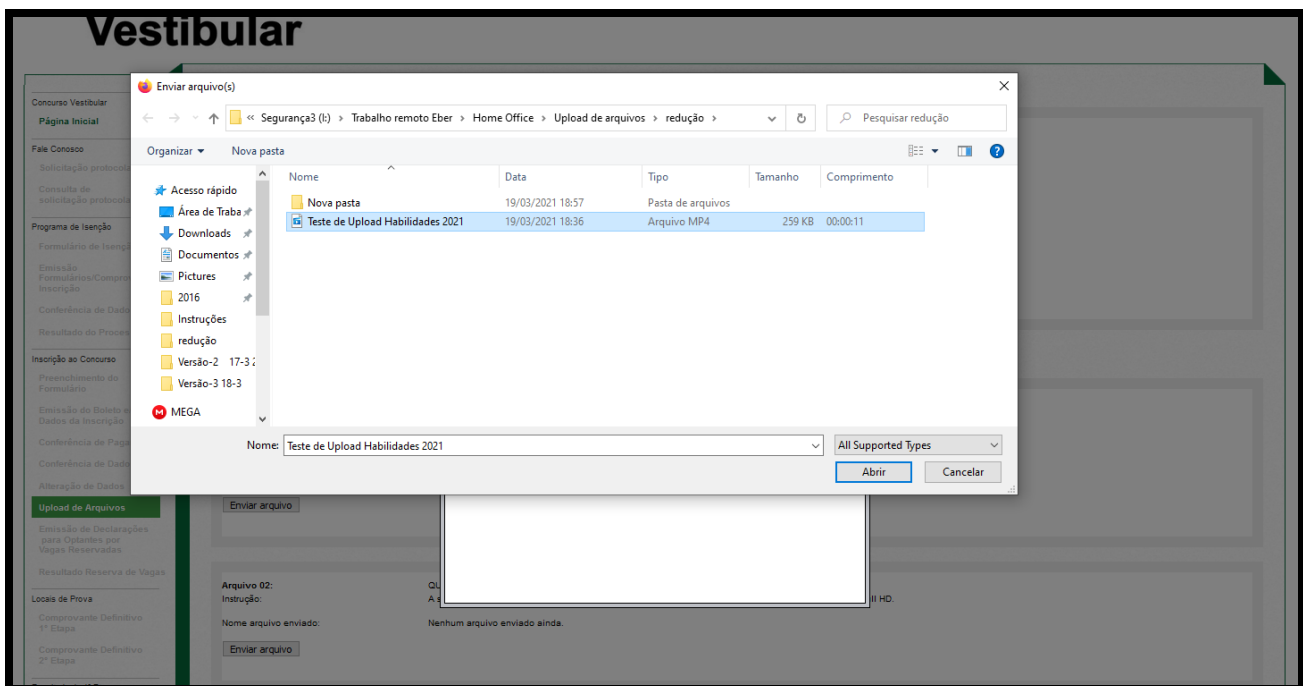 Vestibular
Enviar arquivo(s)
« Segurança3 (I:) > Trabalho remoto Eber > Home Office > Upload de arquivos > redução >
Pesquisar redução
Organizar
Nova pasta
Nome
Data
Tipo
Tamanho
Comprimento
Acesso rápido
Área de Traba
Downloads
Documentos
Pictures
2016
Instruções
redução
Versão-2 17-3
Versão-3 18-3
MEGA
Nova pasta 19/03/2021 18:57 Pasta de arquivos
Teste de Upload Habilidades 2021 19/03/2021 18:36 Arquivo MP4 259 KB 00:00:11
Nome: Teste de Upload Habilidades 2021
All Supported Types
Abrir
Cancelar
Concurso Vestibular
Página Inicial
Fale Conosco
Solicitação protocol
Consulta de
solicitação protocol
Programa de Isenção
Formulário de Isenç
Emissão
Formulários/Compro
Inscrição
Conferência de Dado
Resultado do Proces
Inscrição ao Concurso
Preenchimento do
Formulário
Emissão do Boleto e
Dados da Inscrição
Conferência de Paga
Conferência de Dado
Alteração de Dados
Upload de Arquivos
Emissão de Declarações
para Optantes por
Vagas Reservadas
Resultado Reserva de Vagas
Locais de Prova
Comprovante Definitivo
1ª Etapa
Comprovante Definitivo
2ª Etapa
Enviar arquivo
Arquivo 02: QU
Instrução: A s ll HD.
Nome arquivo enviado: Nenhum arquivo enviado ainda.
Enviar arquivo